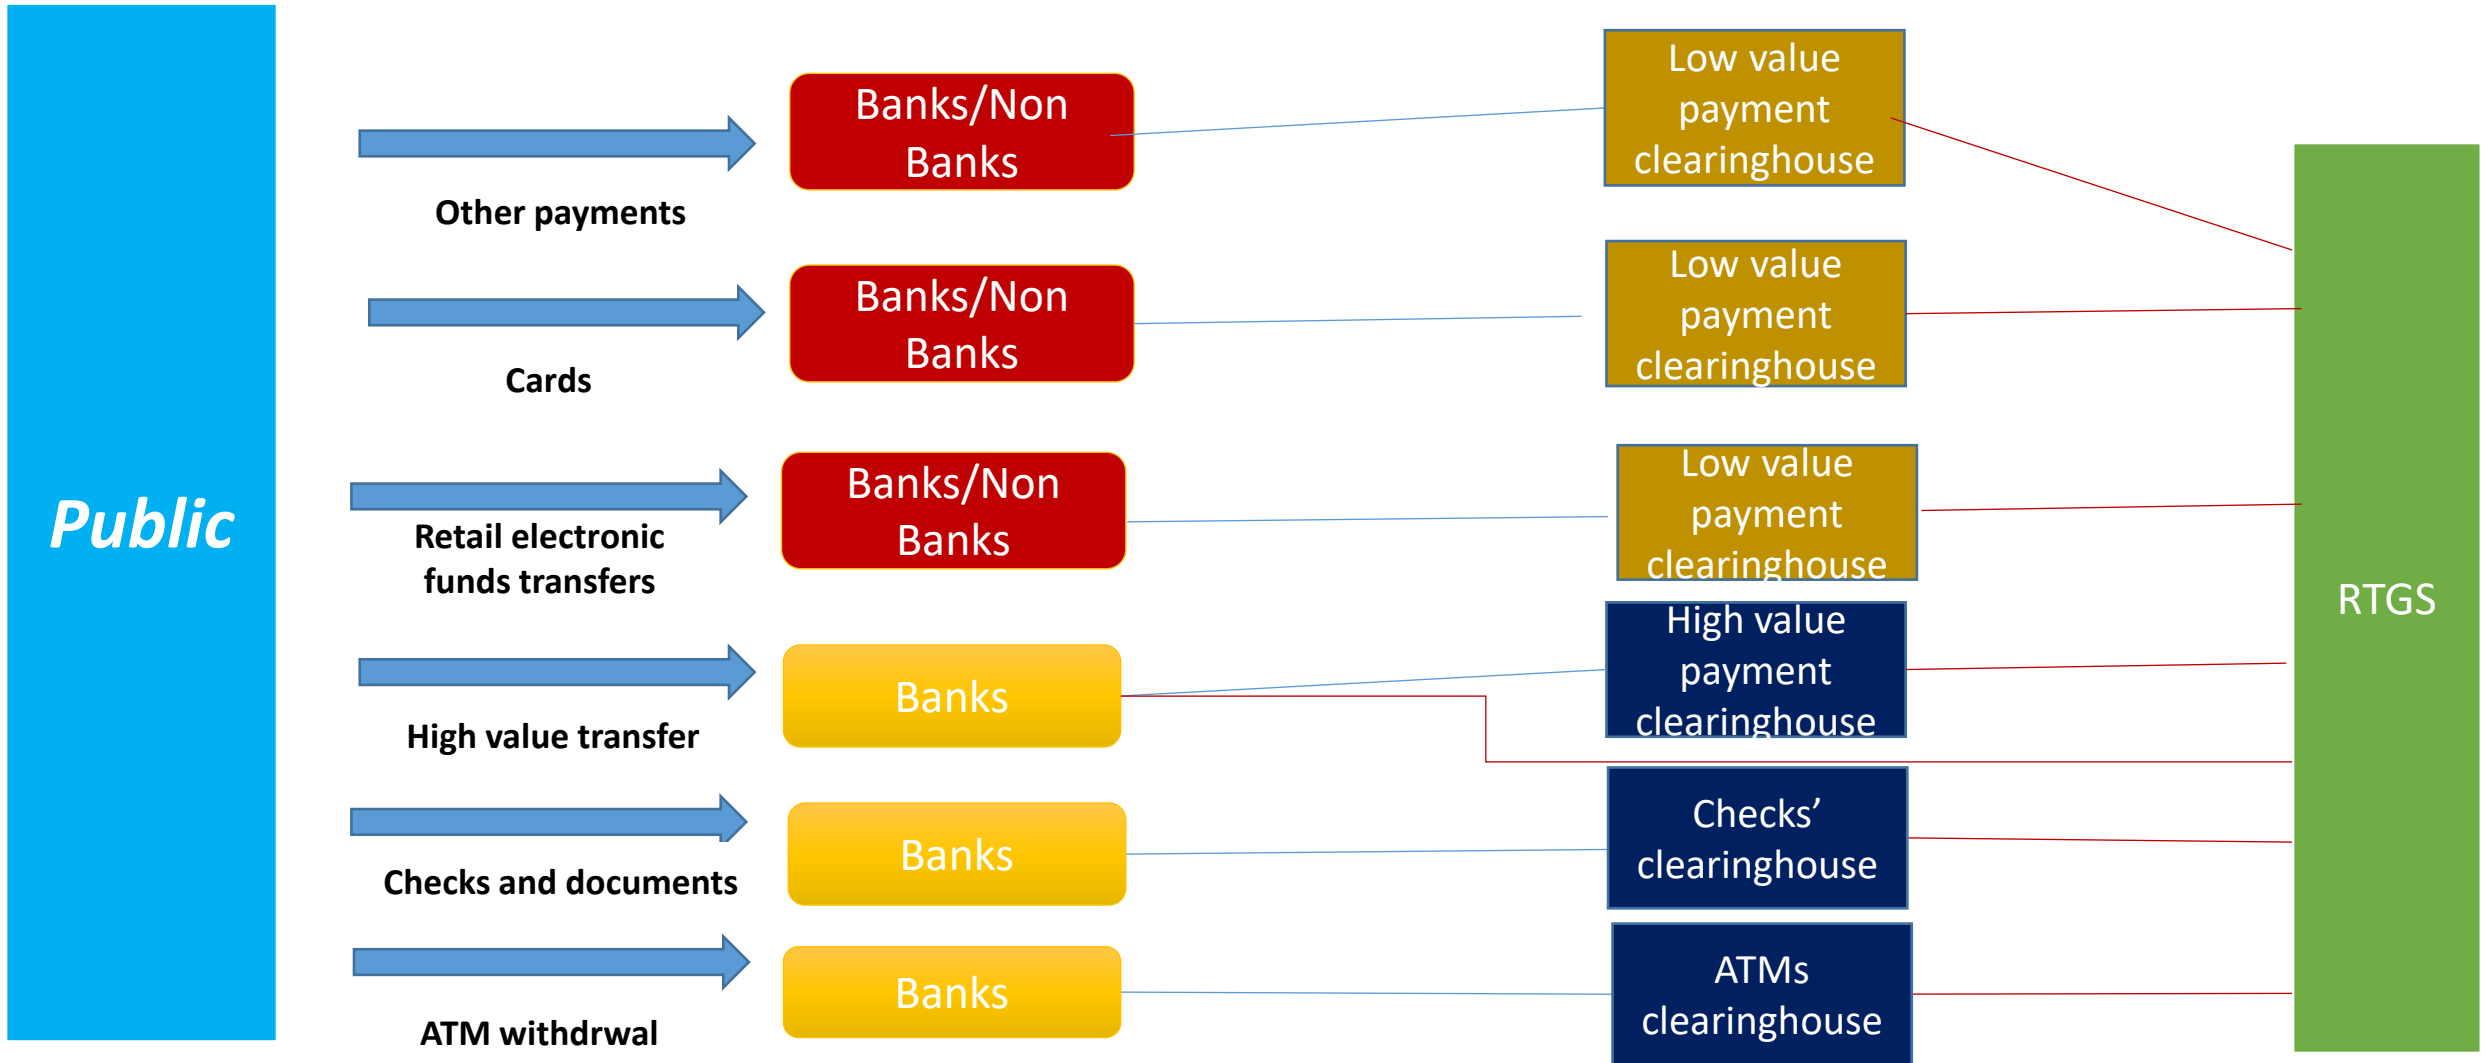 Public
Other payments
Banks/Non
Banks
Low value
payment
clearinghouse
Cards
Banks/Non
Banks
Low value
payment
clearinghouse
Retail electronic
funds transfers
Banks/Non
Banks
Low value
payment
clearinghouse
High value transfer
Banks
High value
payment
clearinghouse
Checks and documents
Banks
Checks’
clearinghouse
ATM withdrwal
Banks
ATMs
clearinghouse
RTGS